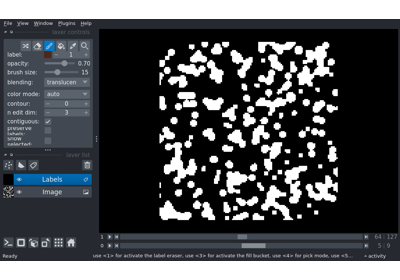 File View Window Plugins Help
layer controls
label: 1
opacity: 0.70
brush size: 15
blending: translucen
color mode: auto
contour: 0
n edit dim: 3
contiguous:
preserve labels:
show selected:
layer list
Labels
Image
1 64 127
0 5 9
Ready use <1> for activate the label eraser, use <3> for activate the fill bucket, use <4> for pick mode, use <5... activity